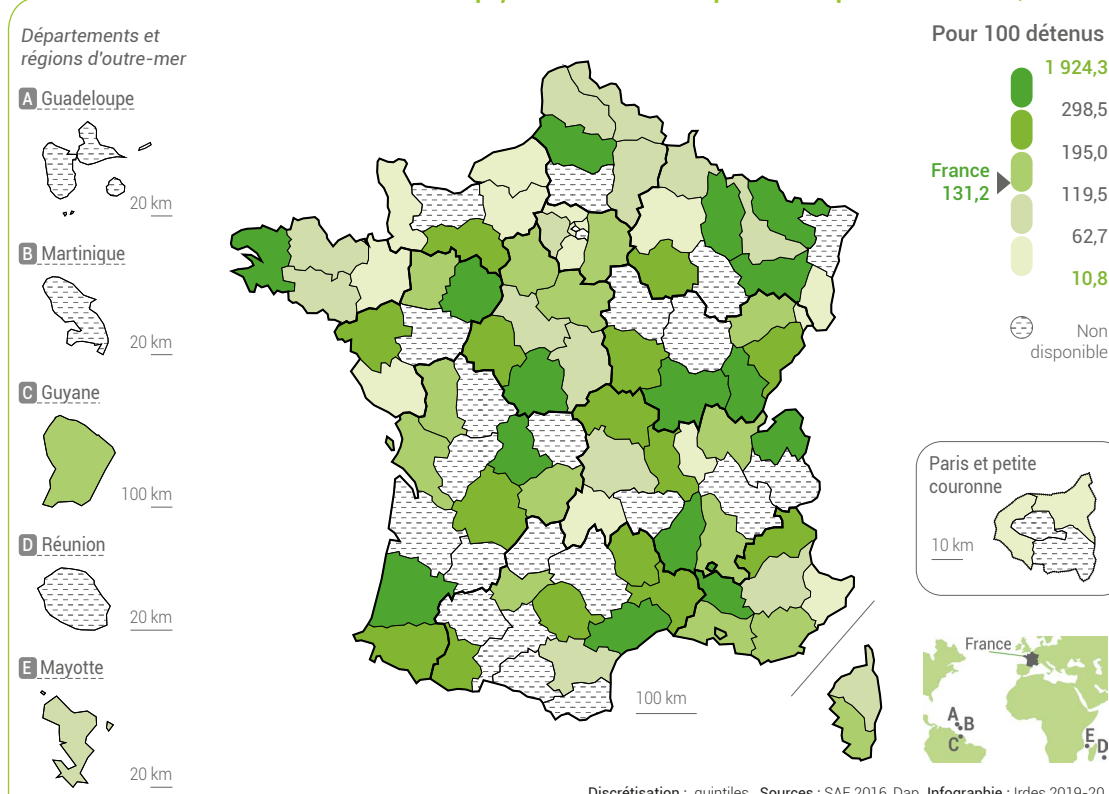 Départements et
régions d'outre-mer
A Guadeloupe
20 km
B Martinique
20 km
C Guyane
100 km
D Réunion
20 km
E Mayotte
20 km
100 km
Pour 100 détenus
1 924,3
298,5
195,0
France
131,2
119,5
62,7
10,8
Non
disponible
Paris et petite
couronne
10 km
France
A
B
C
E
D
Discrétisation : quintiles Sources : SAE 2016, Dap Infographie : Irdes 2019-20